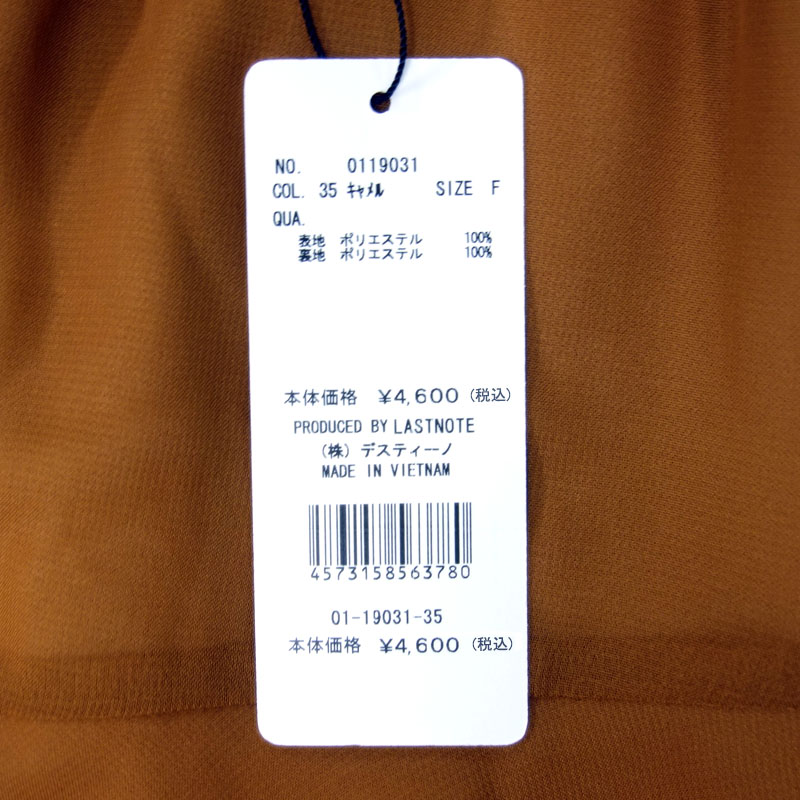 NO. 0119031
COL. 35 ｷｬﾒﾙ SIZE F
QUA.
表地 ポリエステル 100%
裏地 ポリエステル 100%
本体価格 ¥4,600 (税込)
PRODUCED BY LASTNOTE
(株) デスティーノ
MADE IN VIETNAM
4573158563780
01-19031-35
本体価格 ¥4,600 (税込)